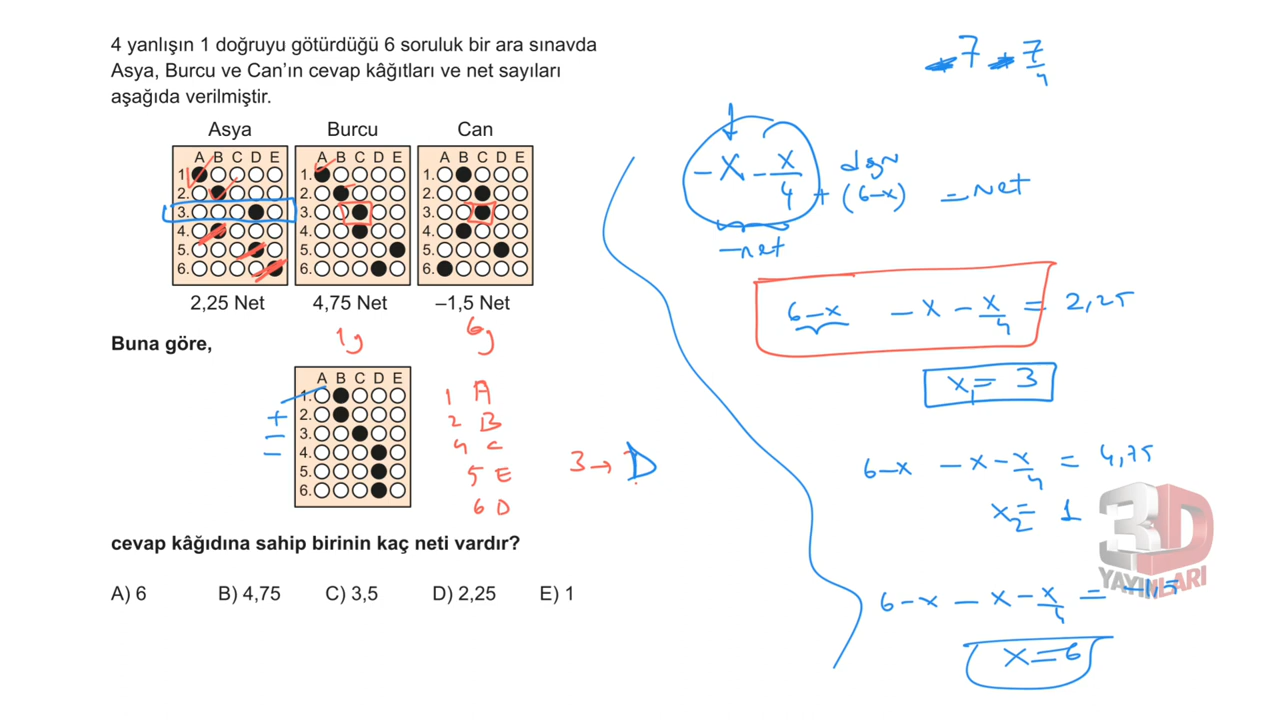 4 yanlışın 1 doğruyu götürdüğü 6 soruluk bir ara sınavda
Asya, Burcu ve Can'ın cevap kâğıtları ve net sayıları
aşağıda verilmiştir.
Asya Burcu Can
A B C D E A B C D E A B C D E
1. 1. 1.
2. 2. 2.
3. 3. 3.
4. 4. 4.
5. 5. 5.
6. 6. 6.
2,25 Net 4,75 Net –1,5 Net
1y 6y
Buna göre,
A B C D E
1.
2.
3.
4.
5.
6.
+
=
–
1 A
2 B
4 C
5 E
6 D
3 → D
cevap kâğıdına sahip birinin kaç neti vardır?
A) 6 B) 4,75 C) 3,5 D) 2,25 E) 1
7 7/4
–x – x/4 + (6–x) = net
–net
6–x – x – x/4 = 2,25
x₁ = 3
6–x – x – x/4 = 4,75
x₂ = 1
6–x – x – x/4 = –1,5
x = 6
3D
YAYINLARI